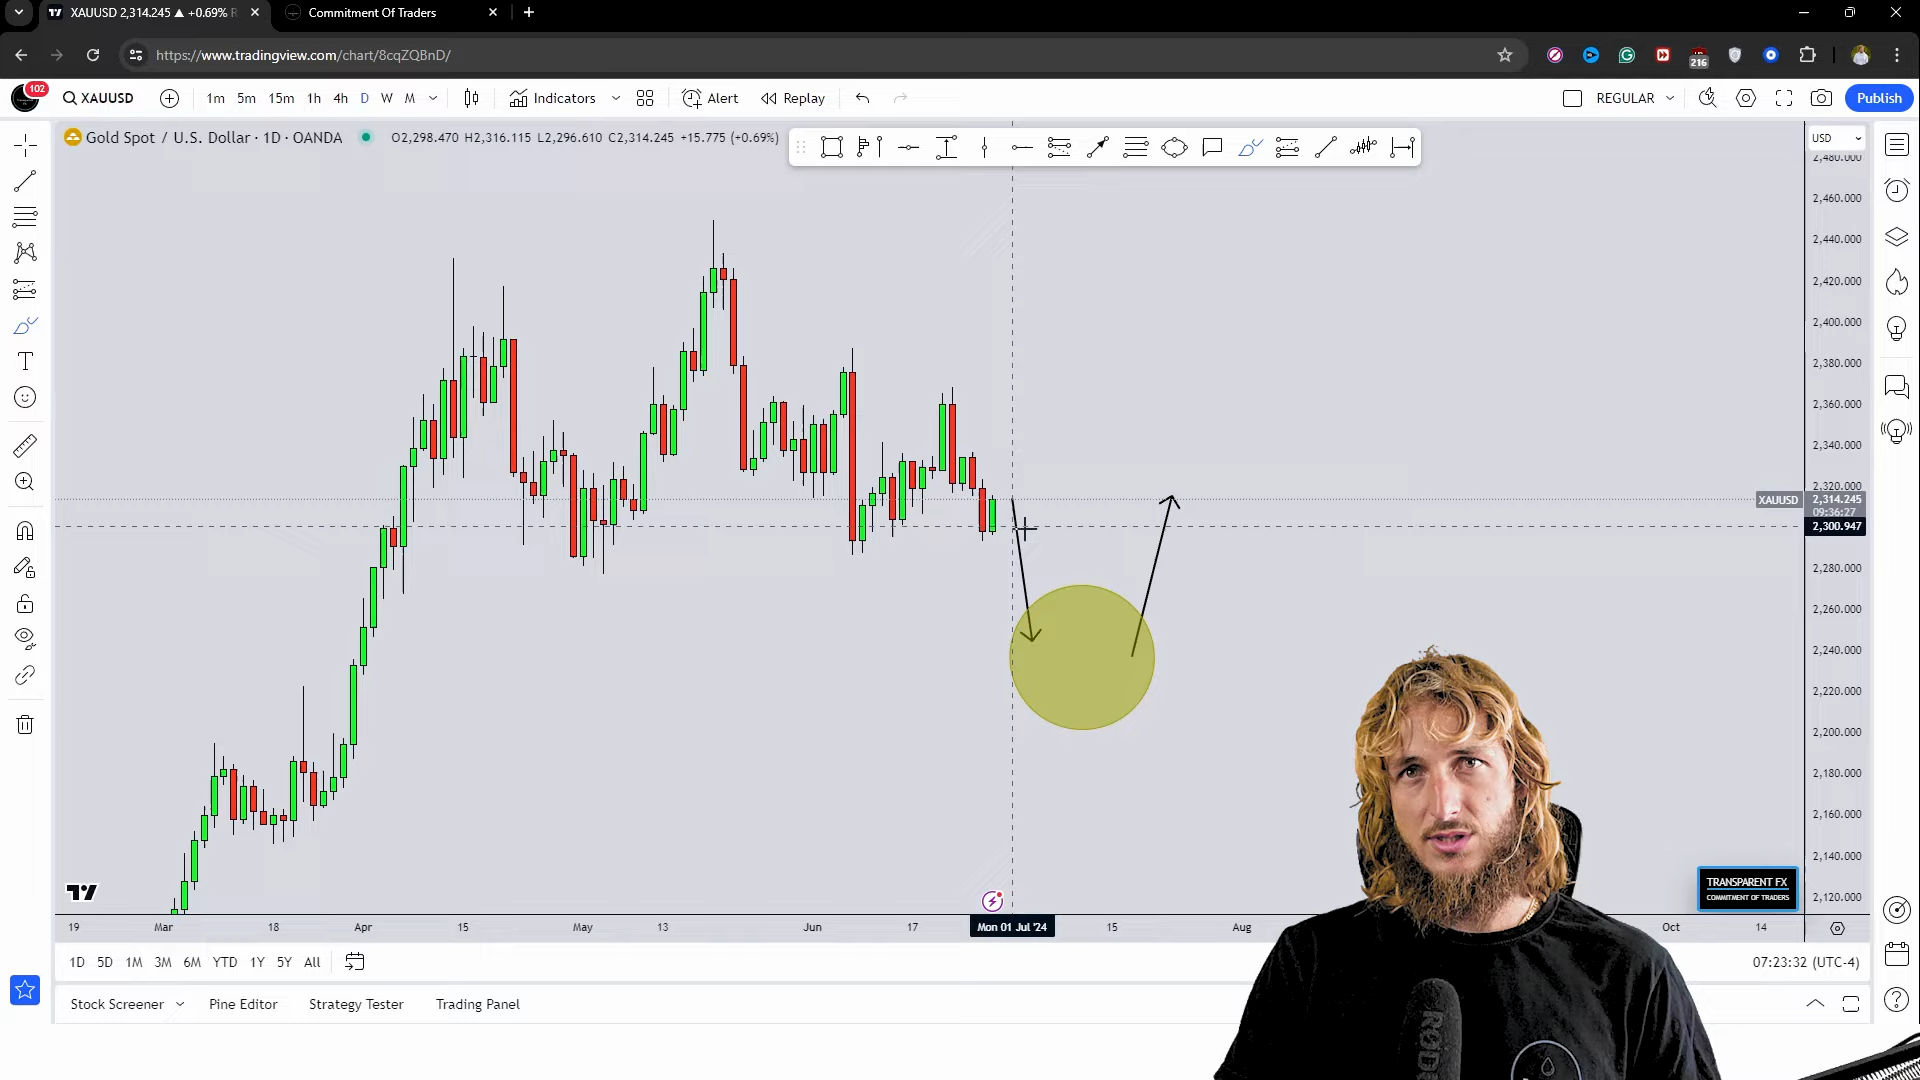 XAUUSD 2,314.245 ▲ +0.69% R
Commitment Of Traders
https://www.tradingview.com/chart/8cqZQBnD/
216
102
XAUUSD
1m 5m 15m 1h 4h D W M
Indicators
Alert
Replay
REGULAR
Publish
Gold Spot / U.S. Dollar · 1D · OANDA
O2,298.470 H2,316.115 L2,296.610 C2,314.245 +15.775 (+0.69%)
USD
2,480.000
2,460.000
2,440.000
2,420.000
2,400.000
2,380.000
2,360.000
2,340.000
2,320.000
XAUUSD 2,314.245
09:36:27
2,300.947
2,280.000
2,260.000
2,240.000
2,220.000
2,200.000
2,180.000
2,160.000
2,140.000
2,120.000
TRANSPARENT FX
COMMITMENT OF TRADERS
19 Mar 18 Apr 15 May 13 Jun 17 Mon 01 Jul '24 15 Aug Oct 14
1D 5D 1M 3M 6M YTD 1Y 5Y All
07:23:32 (UTC-4)
Stock Screener Pine Editor Strategy Tester Trading Panel